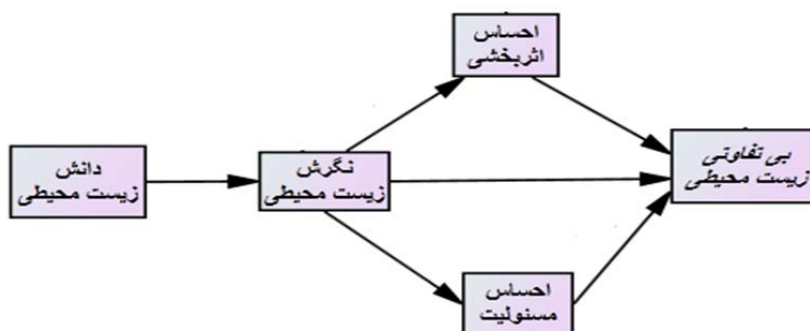 احساس
اثربخشی
دانش
زیست محیطی
نگرش
زیست محیطی
بی تفاوتی
زیست محیطی
احساس
مسئولیت